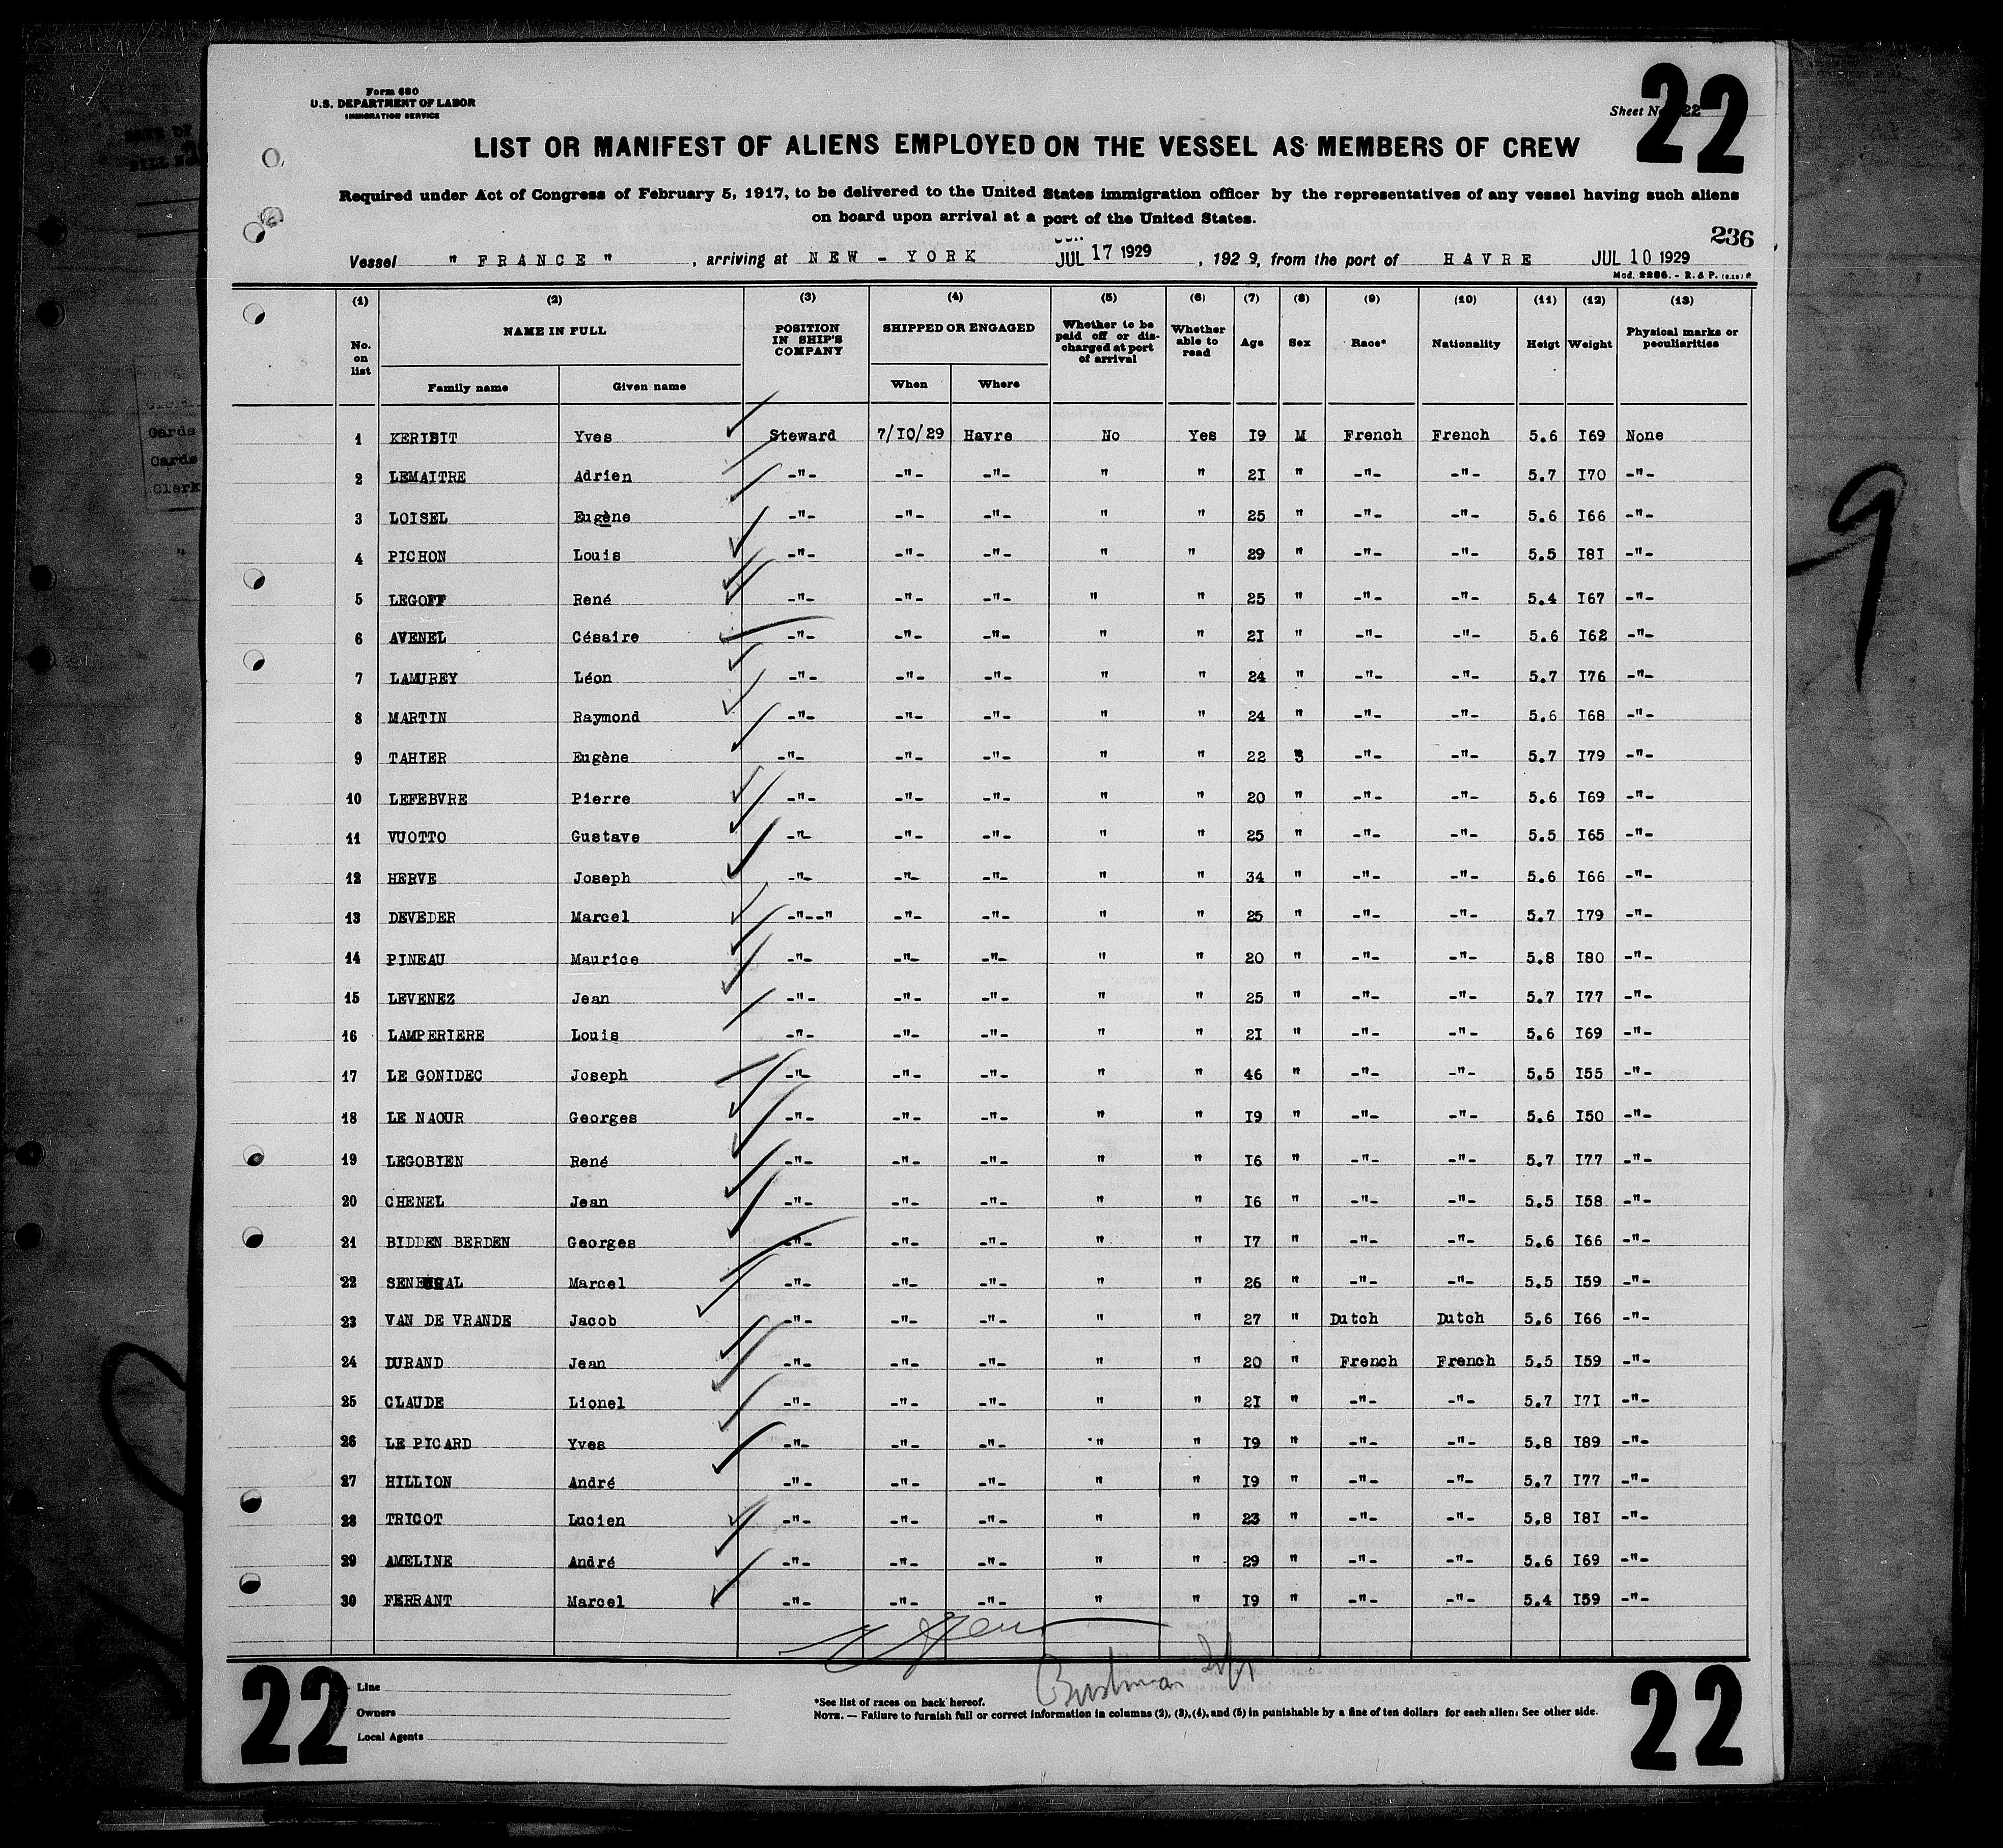 Form 680
U.S. DEPARTMENT OF LABOR
IMMIGRATION SERVICE
Sheet No. 22
22
LIST OR MANIFEST OF ALIENS EMPLOYED ON THE VESSEL AS MEMBERS OF CREW
Required under Act of Congress of February 5, 1917, to be delivered to the United States immigration officer by the representatives of any vessel having such aliens
on board upon arrival at a port of the United States.
236
Vessel " FRANCE " , arriving at NEW - YORK JUL 17 1929 , 192 9, from the port of HAVRE JUL 10 1929
Mod. 2286. - R. & P.
(1) (2) (3) (4) (5) (6) (7) (8) (9) (10) (11) (12) (13)
No. on list NAME IN FULL POSITION IN SHIP'S COMPANY SHIPPED OR ENGAGED Whether to be paid off or discharged at port of arrival Whether able to read Age Sex Race* Nationality Heigt Weight Physical marks or peculiarities
Family name Given name When Where
1 KERIBIT Yves Steward 7/10/29 Havre No Yes 19 M French French 5.6 169 None
2 LEMAITRE Adrien -"- -"- -"- " " 21 " -"- -"- 5.7 170 -"-
3 LOISEL Eugène -"- -"- -"- " " 25 " -"- -"- 5.6 166 -"-
4 PICHON Louis -"- -"- -"- " " 29 " -"- -"- 5.5 181 -"-
5 LEGOFF René -"- -"- -"- " " 25 " -"- -"- 5.4 167 -"-
6 AVENEL Césaire -"- -"- -"- " " 21 " -"- -"- 5.6 162 -"-
7 LAMUREY Léon -"- -"- -"- " " 24 " -"- -"- 5.7 176 -"-
8 MARTIN Raymond -"- -"- -"- " " 24 " -"- -"- 5.6 168 -"-
9 TAHIER Eugène -"- -"- -"- " " 22 -"- -"- 5.7 179 -"-
10 LEFEBVRE Pierre -"- -"- -"- " " 20 " -"- -"- 5.6 169 -"-
11 VUOTTO Gustave -"- -"- -"- " " 25 " -"- -"- 5.5 165 -"-
12 HERVE Joseph -"- -"- -"- " " 34 " -"- -"- 5.6 166 -"-
13 DEVEDER Marcel -"--" -"- -"- " " 25 " -"- -"- 5.7 179 -"-
14 PINEAU Maurice -"- -"- -"- " " 20 " -"- -"- 5.8 180 -"-
15 LEVENEZ Jean -"- -"- -"- " " 25 " -"- -"- 5.7 177 -"-
16 LAMPERIERE Louis -"- -"- -"- " " 21 " -"- -"- 5.6 169 -"-
17 LE GONIDEC Joseph -"- -"- -"- " " 46 " -"- -"- 5.5 155 -"-
18 LE NAOUR Georges -"- -"- -"- " " 19 " -"- -"- 5.6 150 -"-
19 LEGOBIEN René -"- -"- -"- " " 16 " -"- -"- 5.7 177 -"-
20 CHENEL Jean -"- -"- -"- " " 16 " -"- -"- 5.5 158 -"-
21 BIDDEN BERDEN Georges -"- -"- -"- " " 17 " -"- -"- 5.6 166 -"-
22 Marcel -"- -"- -"- " " 26 " -"- -"- 5.5 159 -"-
23 VAN DE VRANDE Jacob -"- -"- -"- " " 27 " Dutch Dutch 5.6 166 -"-
24 DURAND Jean -"- -"- -"- " " 20 " French French 5.5 159 -"-
25 CLAUDE Lionel -"- -"- -"- " " 21 " -"- -"- 5.7 171 -"-
26 LE PICARD Yves -"- -"- -"- " " 19 " -"- -"- 5.8 189 -"-
27 HILLION André -"- -"- -"- " " 19 " -"- -"- 5.7 177 -"-
28 TRICOT Lucien -"- -"- -"- " " 23 " -"- -"- 5.8 181 -"-
29 AMELINE André -"- -"- -"- " " 29 " -"- -"- 5.6 169 -"-
30 FERRANT Marcel -"- -"- -"- " " 19 " -"- -"- 5.4 159 -"-
22
Line
Owners
Local Agents
*See list of races on back hereof.
NOTE. — Failure to furnish full or correct information in columns (2), (3), (4), and (5) in punishable by a fine of ten dollars for each alien. See other side.
22
9
Cards
Cards
Clerk